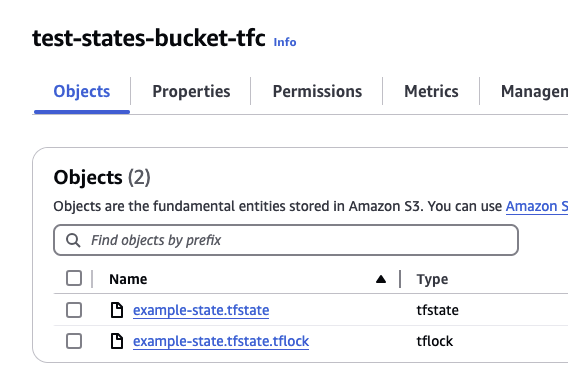 test-states-bucket-tfc Info
Objects Properties Permissions Metrics Managem
Objects (2)
Objects are the fundamental entities stored in Amazon S3. You can use Amazon S
Find objects by prefix
Name Type
example-state.tfstate tfstate
example-state.tfstate.tflock tflock